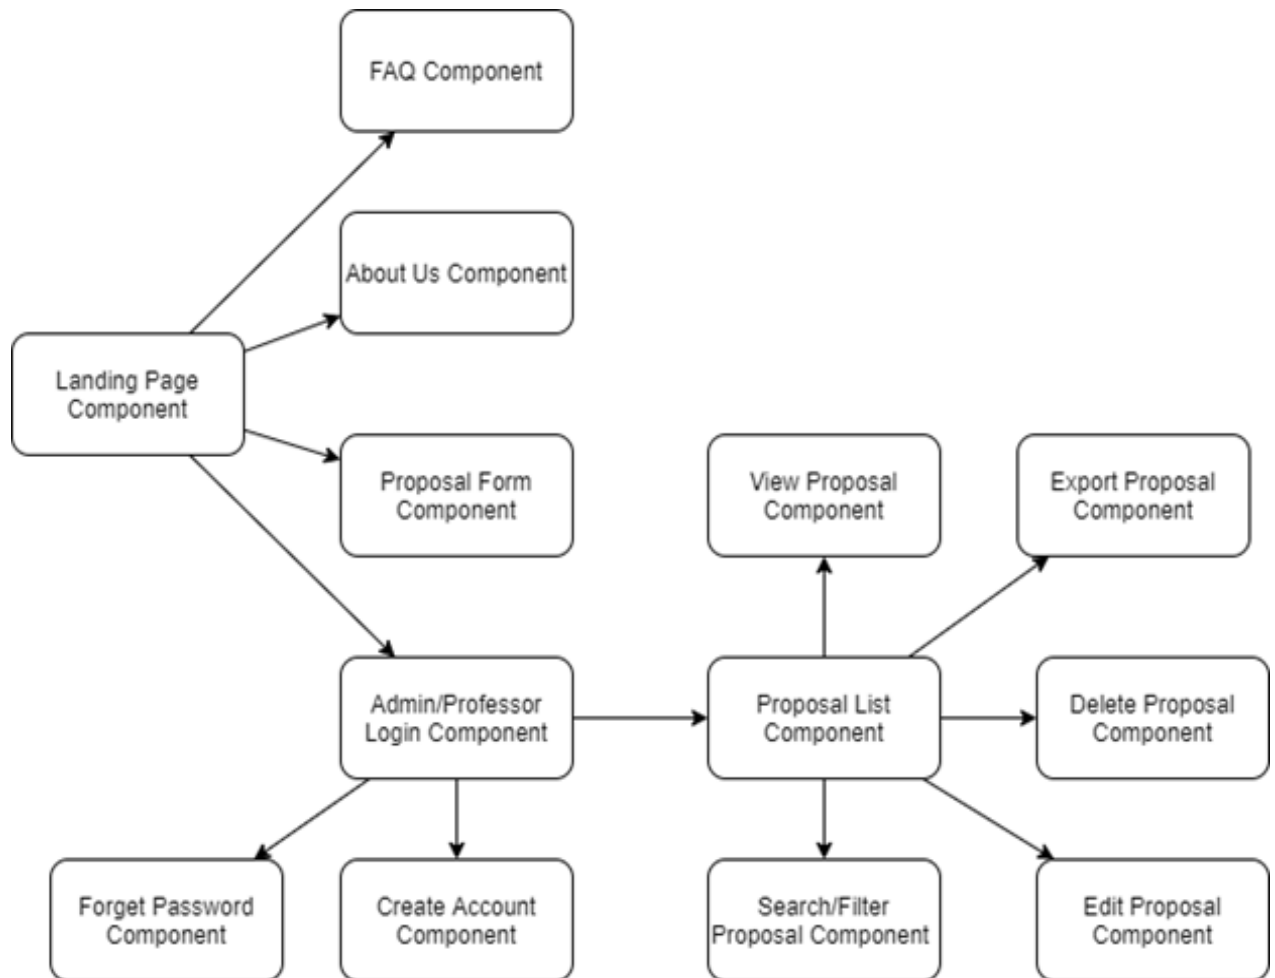 FAQ Component
About Us Component
Landing Page
Component
Proposal Form
Component
View Proposal
Component
Export Proposal
Component
Admin/Professor
Login Component
Proposal List
Component
Delete Proposal
Component
Forget Password
Component
Create Account
Component
Search/Filter
Proposal Component
Edit Proposal
Component